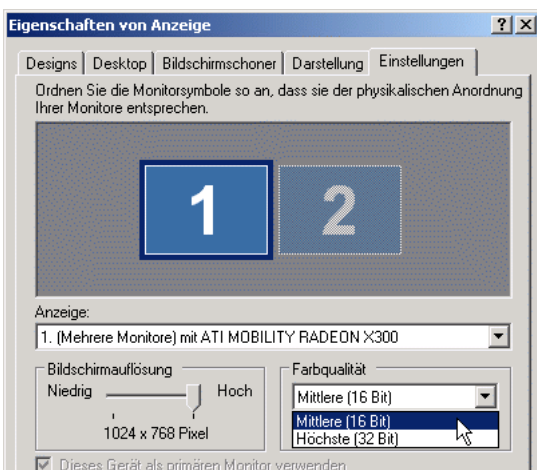 Eigenschaften von Anzeige
Designs Desktop Bildschirmschoner Darstellung Einstellungen
Ordnen Sie die Monitorsymbole so an, dass sie der physikalischen Anordnung
Ihrer Monitore entsprechen.
1 2
Anzeige:
1. (Mehrere Monitore) mit ATI MOBILITY RADEON X300
Bildschirmauflösung
Niedrig Hoch
1024 x 768 Pixel
Farbqualität
Mittlere (16 Bit)
Mittlere (16 Bit)
Höchste (32 Bit)
Dieses Gerät als primären Monitor verwenden